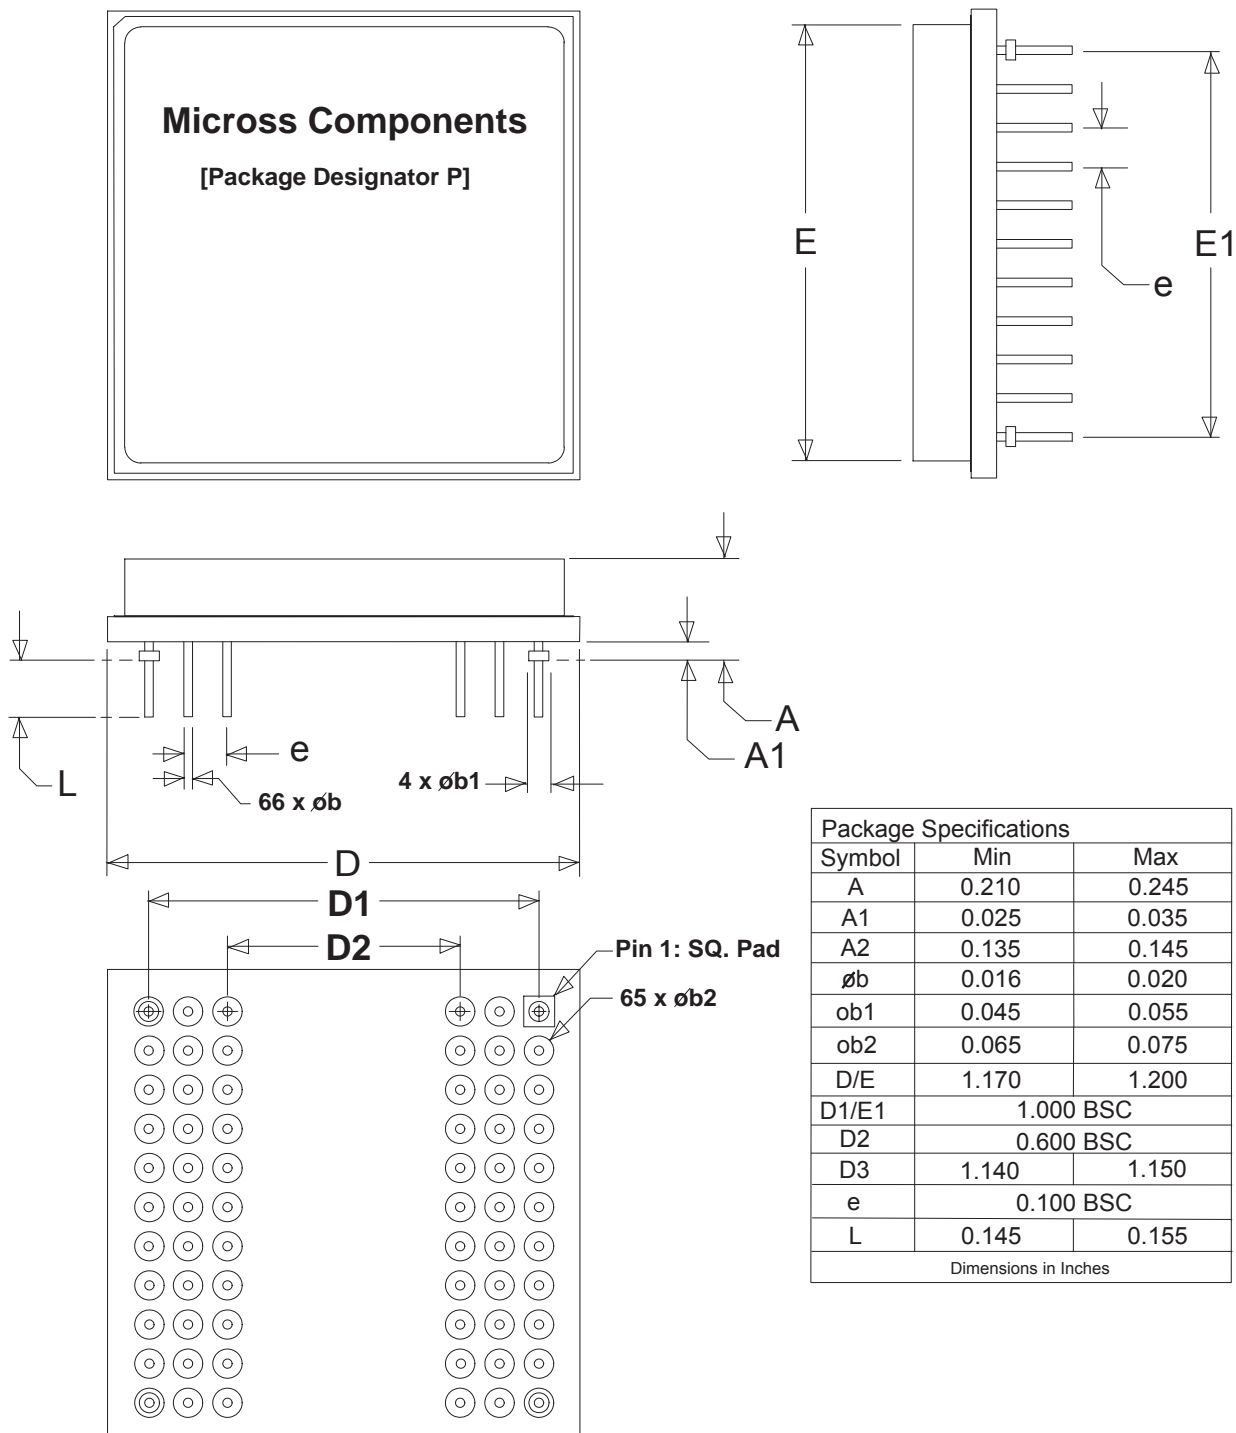 Micross Components
[Package Designator P]
E
E1
e
A
A1
L
e
66 x øb
4 x øb1
D
D1
D2
Pin 1: SQ. Pad
65 x øb2
Package Specifications
Symbol Min Max
A 0.210 0.245
A1 0.025 0.035
A2 0.135 0.145
øb 0.016 0.020
ob1 0.045 0.055
ob2 0.065 0.075
D/E 1.170 1.200
D1/E1 1.000 BSC
D2 0.600 BSC
D3 1.140 1.150
e 0.100 BSC
L 0.145 0.155
Dimensions in Inches